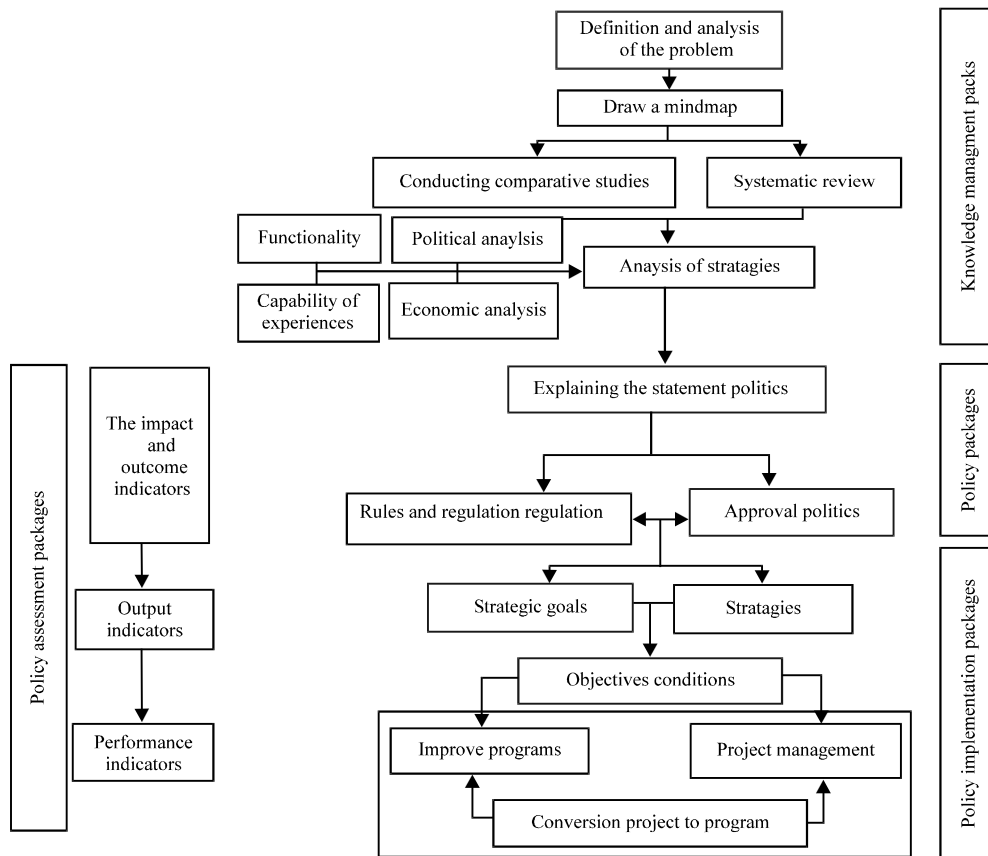 Definition and analysis
of the problem
Draw a mindmap
Conducting comparative studies
Systematic review
Functionality
Political anaylsis
Capability of
experiences
Economic analysis
Anaysis of stratagies
Knowledge managment packs
Explaining the statement politics
Rules and regulation regulation
Approval politics
Policy packages
Strategic goals
Stratagies
Objectives conditions
Improve programs
Project management
Conversion project to program
Policy implementation packages
Policy assessment packages
The impact
and
outcome
indicators
Output
indicators
Performance
indicators